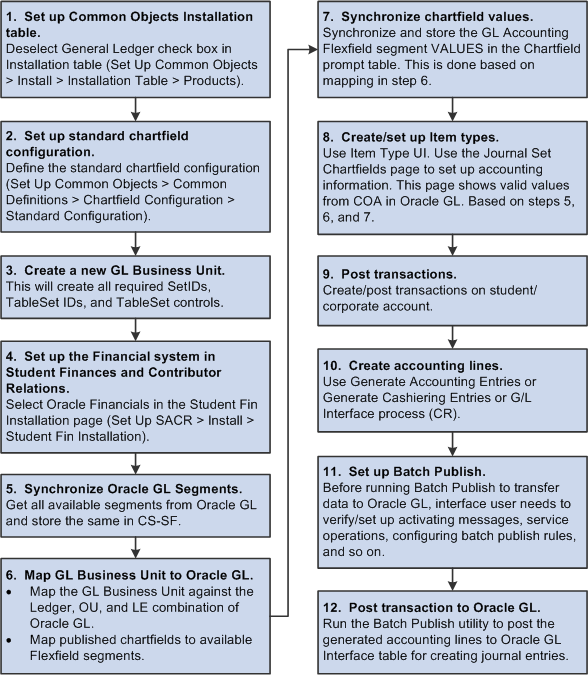 1.  Set up Common Objects Installation
table.
Deselect General Ledger check box in
Installation table (Set Up Common Objects
> Install > Installation Table > Products).
2.  Set up standard chartfield
configuration.
Define the standard chartfield configuration
(Set Up Common Objects > Common
Definitions > Chartfield Configuration >
Standard Configuration).
3.  Create a new GL Business Unit.
This will create all required SetIDs,
TableSet IDs, and TableSet controls.
4.  Set up the Financial system in
Student Finances and Contributor
Relations.
Select Oracle Financials in the Student Fin
Installation page (Set Up SACR > Install >
Student Fin Installation).
5.  Synchronize Oracle GL Segments.
Get all available segments from Oracle GL
and store the same in CS-SF.
6.  Map GL Business Unit to Oracle GL.
• Map the GL Business Unit against the
Ledger, OU, and LE combination of
Oracle GL.
• Map published chartfields to available
Flexfield segments.
7.  Synchronize chartfield values.
Synchronize and store the GL Accounting
Flexfield segment VALUES in the Chartfield
prompt table. This is done based on
mapping in step 6.
8.  Create/set up Item types.
Use Item Type UI. Use the Journal Set
Chartfields page to set up accounting
information. This page shows valid values
from COA in Oracle GL. Based on steps 5,
6, and 7.
9.  Post transactions.
Create/post transactions on student/
corporate account.
10.  Create accounting lines.
Use Generate Accounting Entries or
Generate Cashiering Entries or G/L
Interface process (CR).
11.  Set up Batch Publish.
Before running Batch Publish to transfer
data to Oracle GL, interface user needs to
verify/set up activating messages, service
operations, configuring batch publish rules,
and so on.
12.  Post transaction to Oracle GL.
Run the Batch Publish utility to post the
generated accounting lines to Oracle GL
Interface table for creating journal entries.